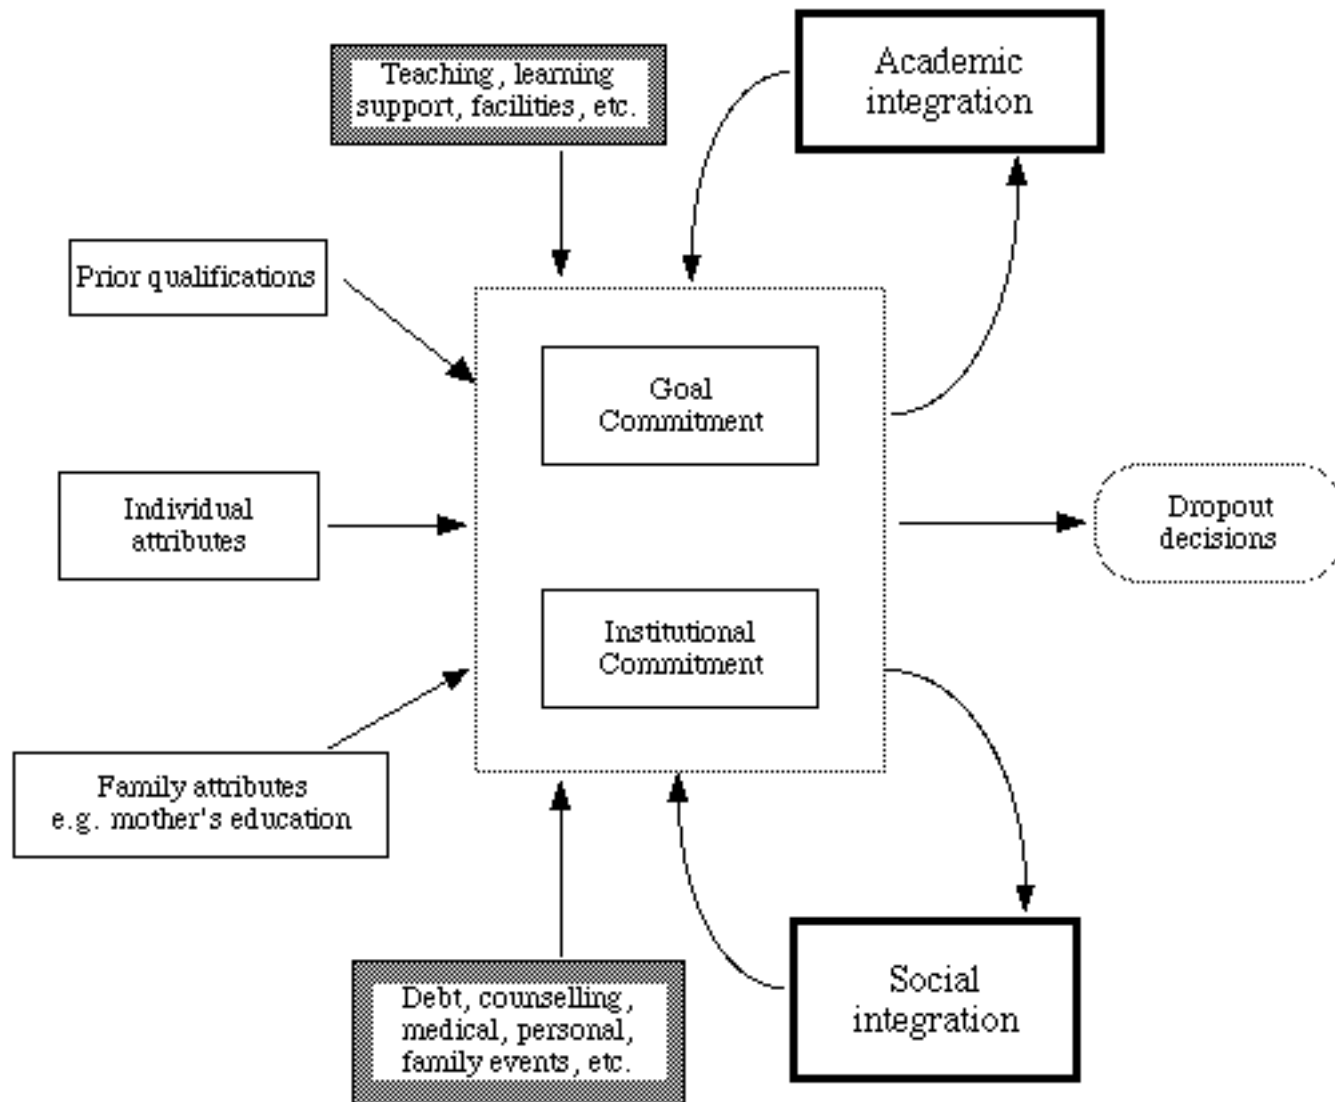 Teaching, learning
support, facilities, etc.
Academic
integration
Prior qualifications
Goal
Commitment
Individual
attributes
Dropout
decisions
Institutional
Commitment
Family attributes
e.g. mother's education
Debt, counselling,
medical, personal,
family events, etc.
Social
integration